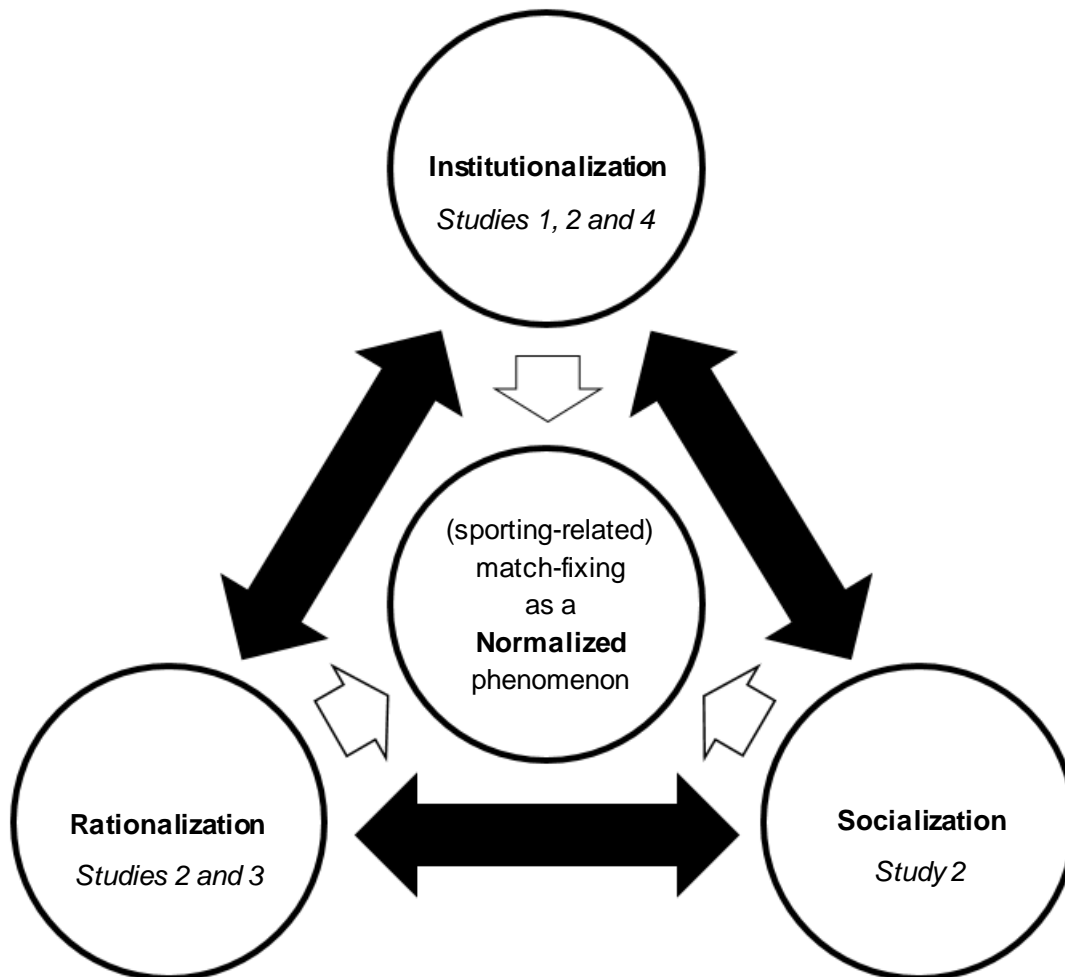 Institutionalization
Studies 1, 2 and 4
(sporting-related)
match-fixing
as a
Normalized
phenomenon
Rationalization
Studies 2 and 3
Socialization
Study 2